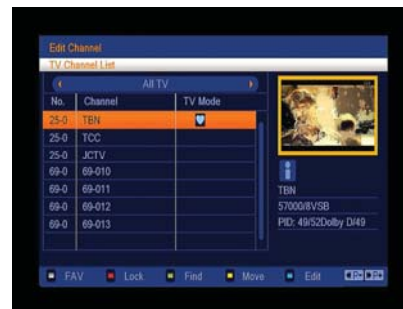 Edit Channel
TV Channel List
All TV
No. Channel TV Mode
25-0 TBN
25-0 TCC
25-0 JCTV
69-0 69-010
69-0 69-011
69-0 69-012
69-0 69-013
TBN
57000/8VSB
PID: 49/52Dolby D/49
FAV Lock Find Move Edit